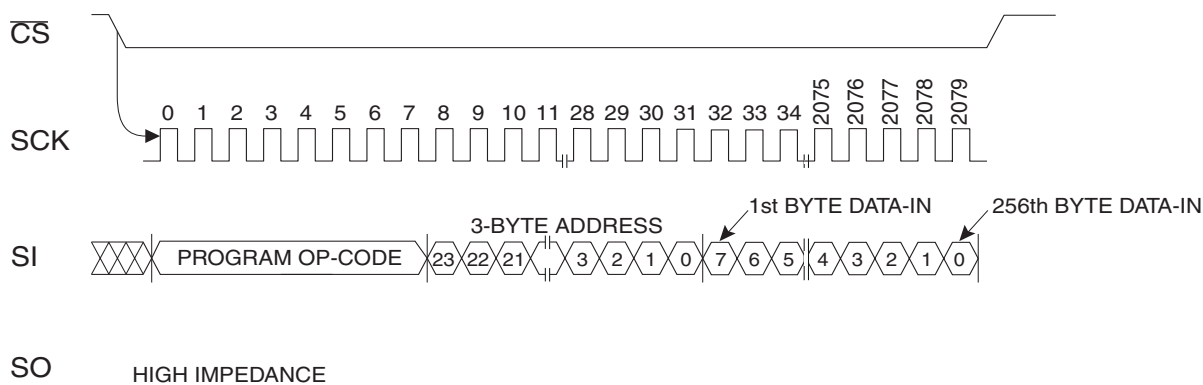 CS
SCK
0 1 2 3 4 5 6 7 8 9 10 11 28 29 30 31 32 33 34 2075 2076 2077 2078 2079
1st BYTE DATA-IN
256th BYTE DATA-IN
3-BYTE ADDRESS
SI
PROGRAM OP-CODE 23 22 21 3 2 1 0 7 6 5 4 3 2 1 0
SO
HIGH IMPEDANCE